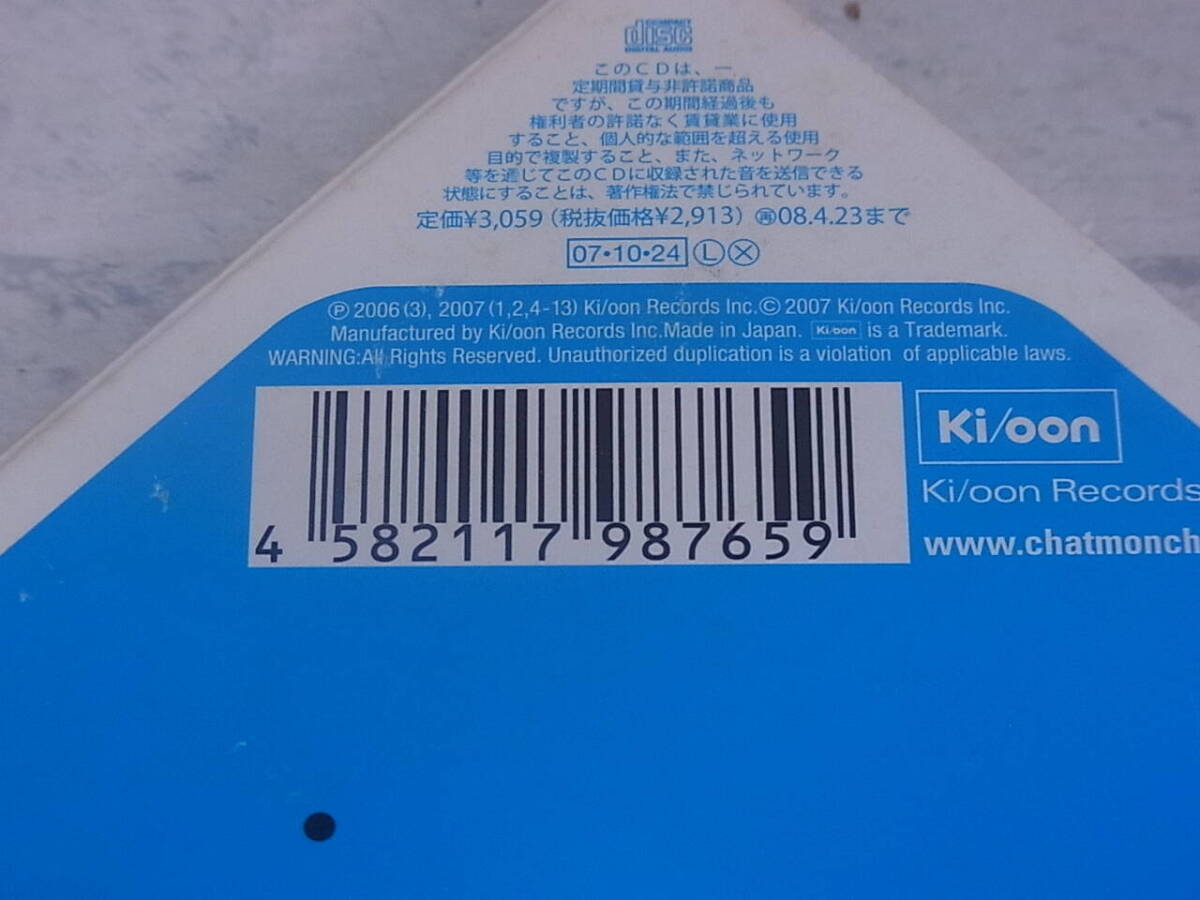 COMPACT
disc
DIGITAL AUDIO
このCDは、一
定期間貸与非許諾商品
ですが、この期間経過後も
権利者の許諾なく賃貸業に使用
すること、個人的な範囲を超える使用
目的で複製すること、また、ネットワーク
等を通じてこのCDに収録された音を送信できる
状態にすることは、著作権法で禁じられています。
定価¥3,059（税抜価格¥2,913）㊢08.4.23まで
07•10•24 Ⓛ Ⓧ
Ⓟ 2006 (3), 2007 (1,2,4-13) Ki/oon Records Inc.© 2007 Ki/oon Records Inc.
Manufactured by Ki/oon Records Inc.Made in Japan. Ki/oon is a Trademark.
WARNING:All Rights Reserved. Unauthorized duplication is a violation of applicable laws.
4 582117 987659
Ki/oon
Ki/oon Records
www.chatmonch